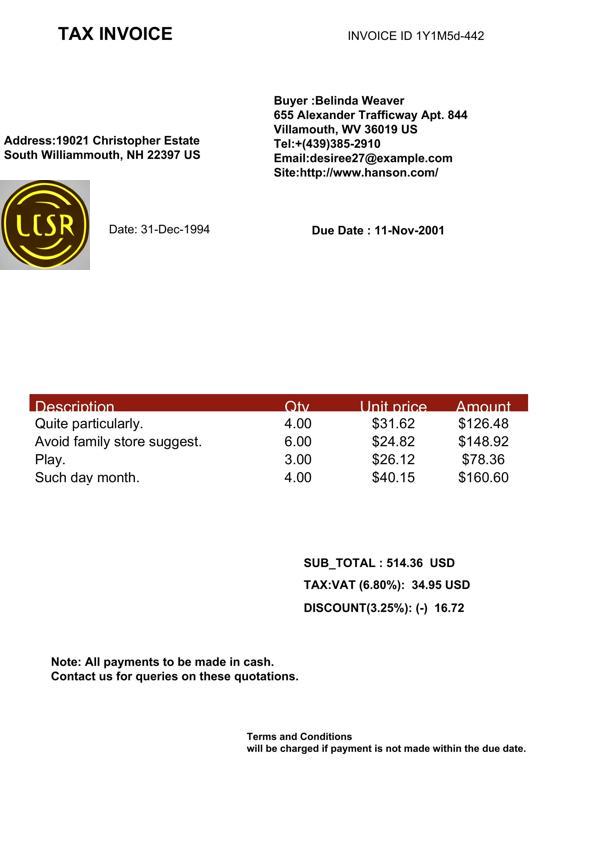 TAX INVOICE
INVOICE ID 1Y1M5d-442
Buyer :Belinda Weaver
655 Alexander Trafficway Apt. 844
Villamouth, WV 36019 US
Tel:+(439)385-2910
Email:desiree27@example.com
Site:http://www.hanson.com/
Address:19021 Christopher Estate
South Williammouth, NH 22397 US
Date: 31-Dec-1994
Due Date : 11-Nov-2001
Description Qty Unit price Amount
Quite particularly. 4.00 $31.62 $126.48
Avoid family store suggest. 6.00 $24.82 $148.92
Play. 3.00 $26.12 $78.36
Such day month. 4.00 $40.15 $160.60
SUB_TOTAL : 514.36 USD
TAX:VAT (6.80%): 34.95 USD
DISCOUNT(3.25%): (-) 16.72
Note: All payments to be made in cash.
Contact us for queries on these quotations.
Terms and Conditions
will be charged if payment is not made within the due date.